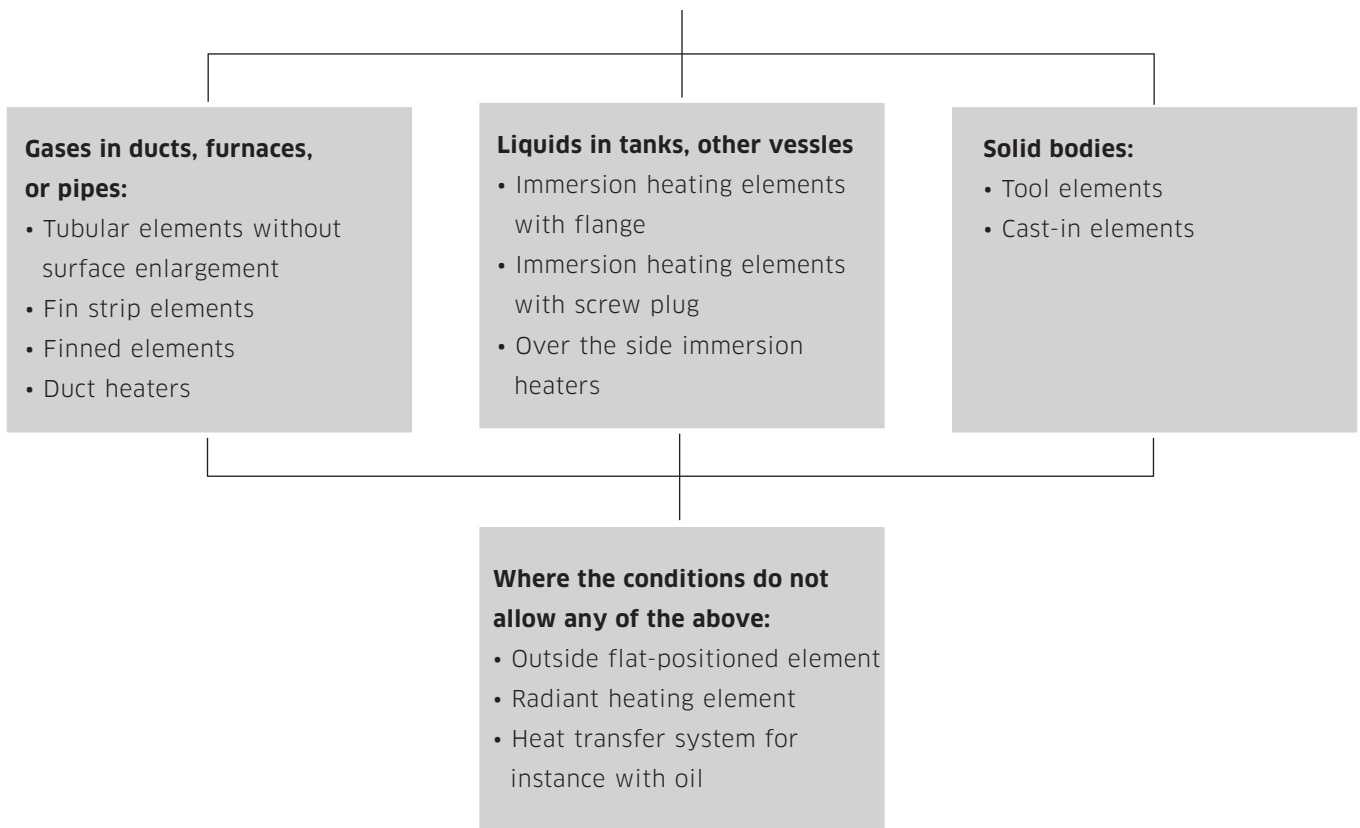 Gases in ducts, furnaces,
or pipes:
• Tubular elements without
surface enlargement
• Fin strip elements
• Finned elements
• Duct heaters
Liquids in tanks, other vessles
• Immersion heating elements
with flange
• Immersion heating elements
with screw plug
• Over the side immersion
heaters
Solid bodies:
• Tool elements
• Cast-in elements
Where the conditions do not
allow any of the above:
• Outside flat-positioned element
• Radiant heating element
• Heat transfer system for
instance with oil